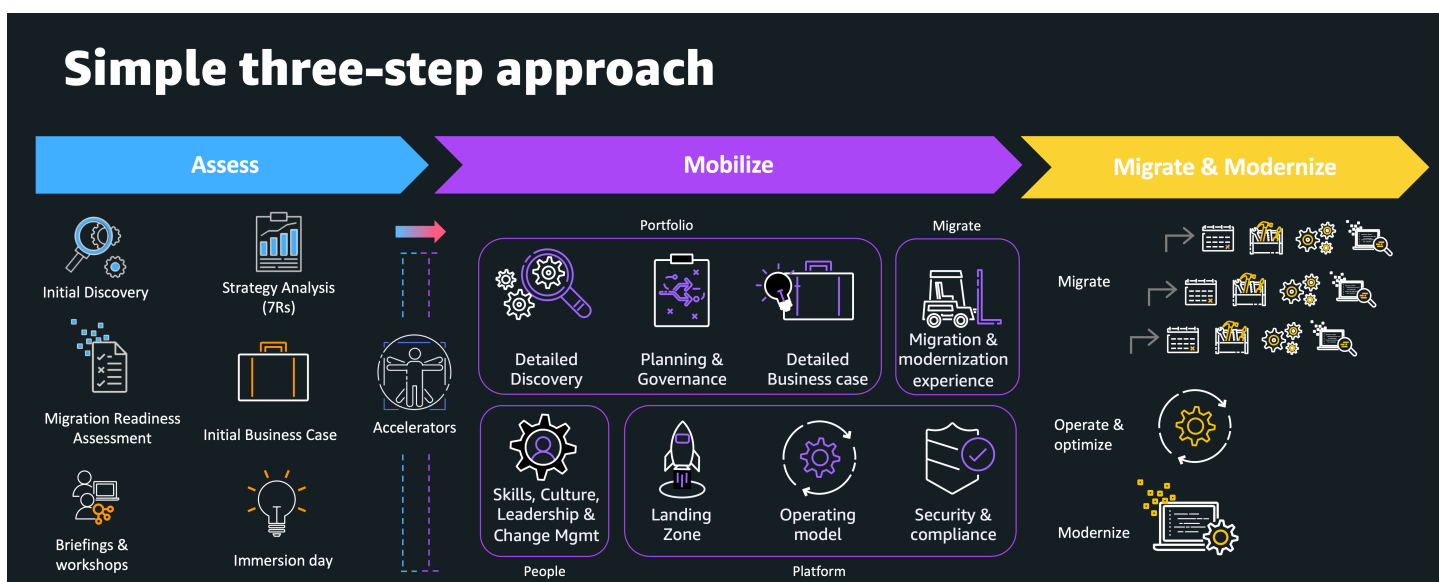 Simple three-step approach
Assess
Mobilize
Migrate & Modernize
Initial Discovery
Strategy Analysis
(7Rs)
Migration Readiness
Assessment
Initial Business Case
Briefings &
workshops
Immersion day
Accelerators
Portfolio
Detailed
Discovery
Planning &
Governance
Detailed
Business case
Migrate
Migration &
modernization
experience
Skills, Culture,
Leadership &
Change Mgmt
People
Landing
Zone
Operating
model
Security &
compliance
Platform
Migrate
Operate &
optimize
Modernize